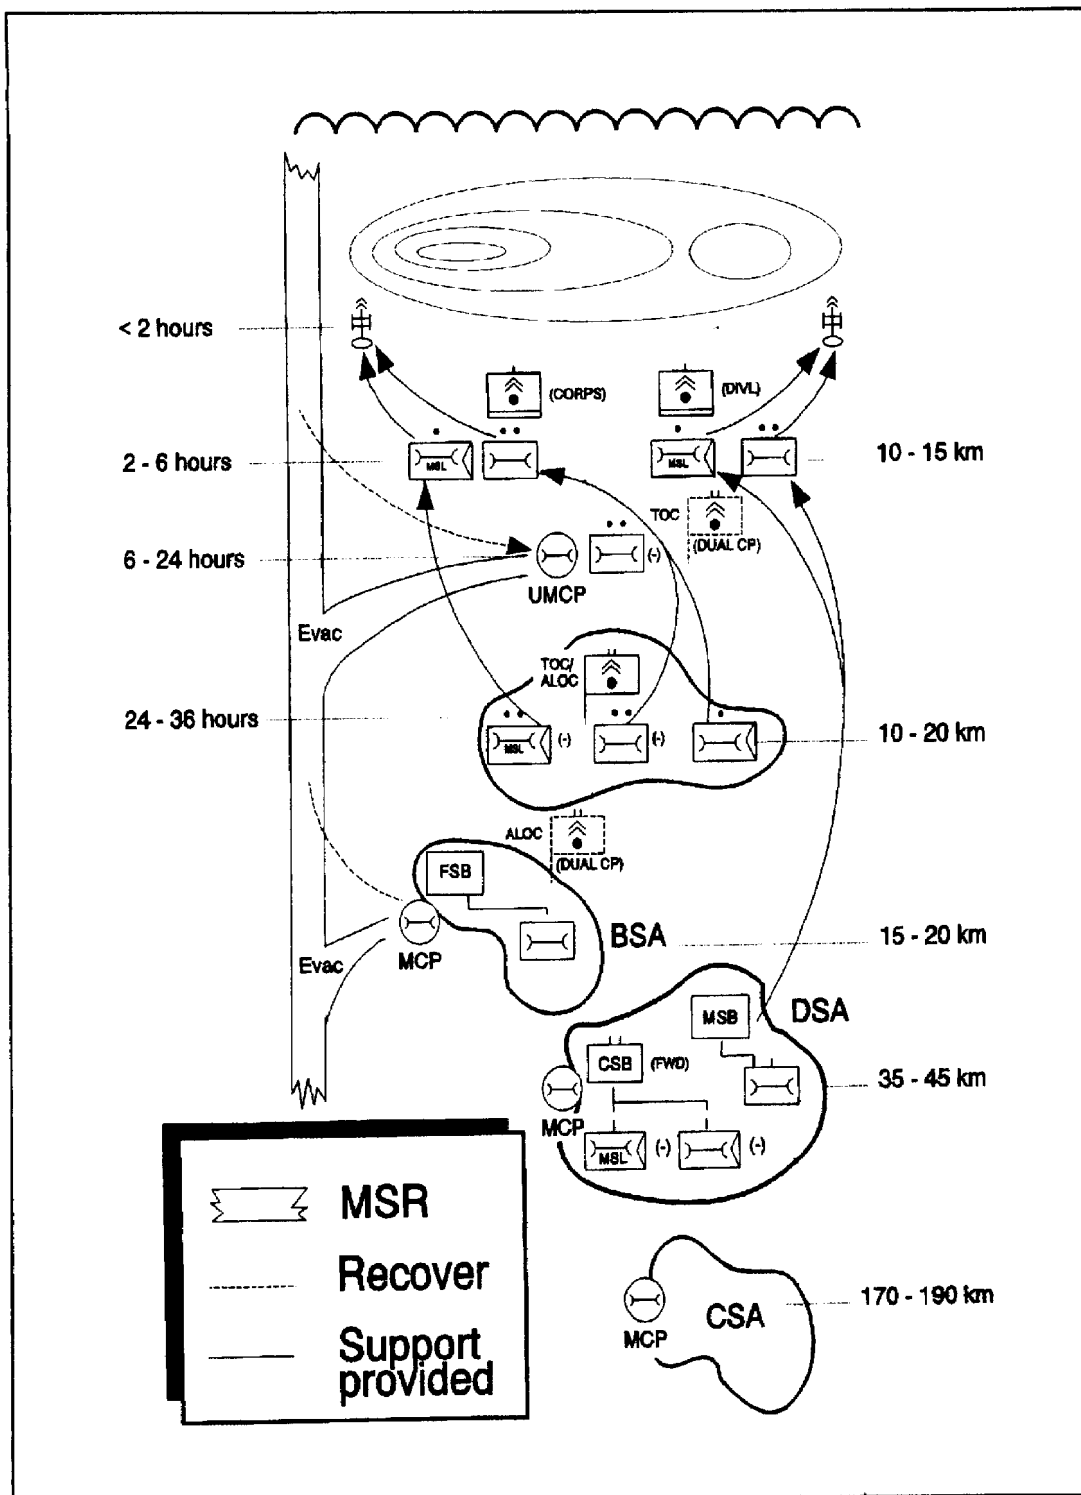 < 2 hours
(CORPS)
(DIVL)
2 - 6 hours
MSL
MSL
10 - 15 km
TOC
(DUAL CP)
6 - 24 hours
(-)
UMCP
Evac
TOC/
ALOC
24 - 36 hours
MSL
(-)
(-)
10 - 20 km
ALOC
(DUAL CP)
FSB
BSA
15 - 20 km
MCP
Evac
MSB
DSA
CSB
(FWD)
35 - 45 km
MCP
MSL
(-)
(-)
MSR
Recover
Support
provided
170 - 190 km
CSA
MCP